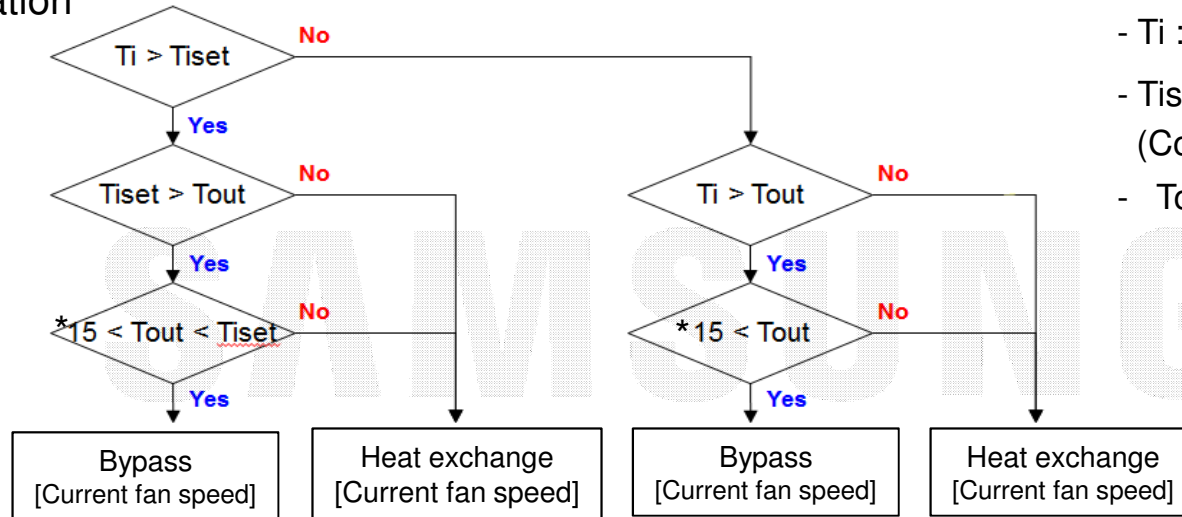 ation
Ti > Tiset
No
Yes
Tiset > Tout
No
Yes
*15 < Tout < Tiset
No
Yes
Bypass
[Current fan speed]
Heat exchange
[Current fan speed]
Ti > Tout
No
Yes
*15 < Tout
No
Yes
Bypass
[Current fan speed]
Heat exchange
[Current fan speed]
- Ti :
- Tis
(Co
- To
SAMSUNG